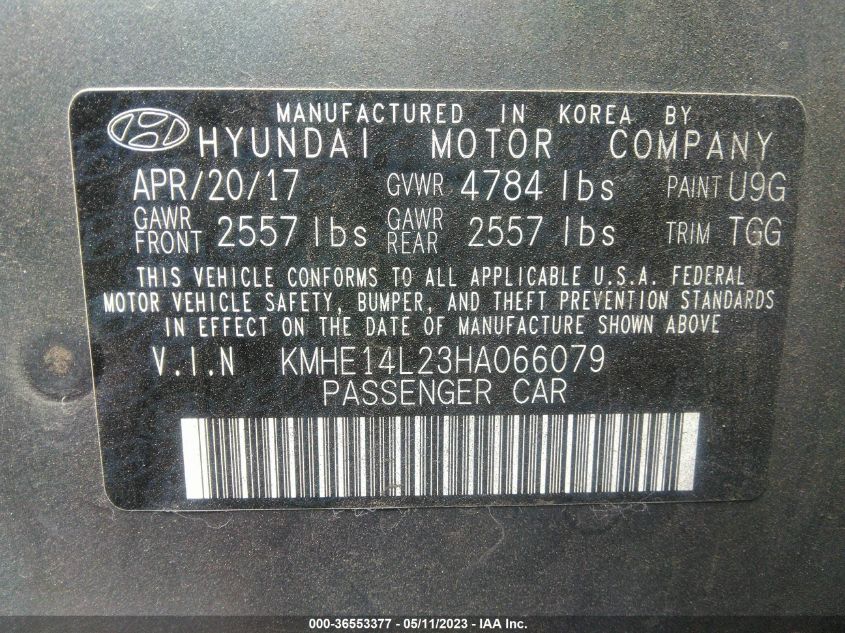 MANUFACTURED IN KOREA BY
HYUNDAI MOTOR COMPANY
APR/20/17 GVWR 4784 lbs PAINT U9G
GAWR FRONT 2557 lbs GAWR REAR 2557 lbs TRIM TGG
THIS VEHICLE CONFORMS TO ALL APPLICABLE U.S.A. FEDERAL
MOTOR VEHICLE SAFETY, BUMPER, AND THEFT PREVENTION STANDARDS
IN EFFECT ON THE DATE OF MANUFACTURE SHOWN ABOVE
V.I.N KMHE14L23HA066079
PASSENGER CAR
000-36553377 - 05/11/2023 - IAA Inc.